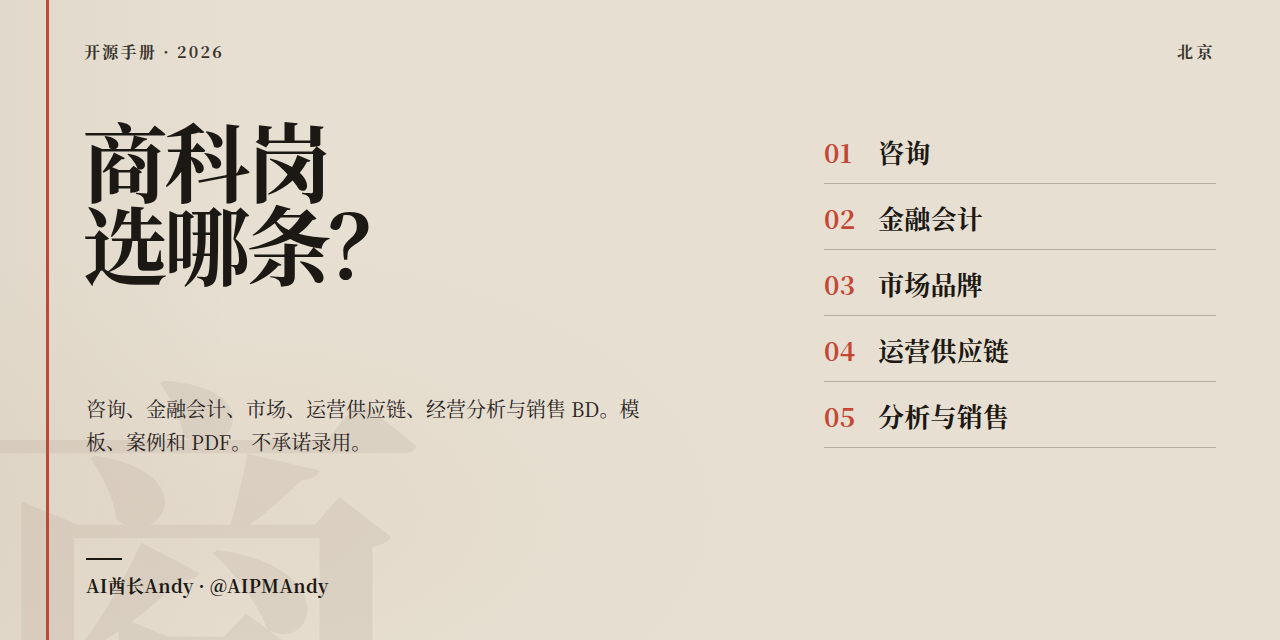 开源手册 · 2026
北京
商科岗
选哪条?
01 咨询
02 金融会计
03 市场品牌
04 运营供应链
05 分析与销售
咨询、金融会计、市场、运营供应链、经营分析与销售 BD。模
板、案例和 PDF。不承诺录用。
AI酋长Andy · @AIPMAndy
商